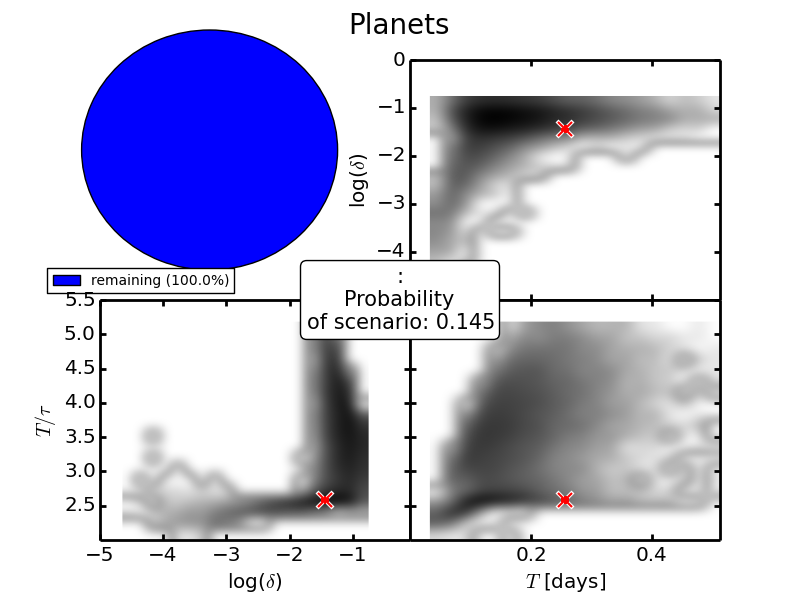 Planets
0
−1
−2
−3
−4
log(δ)
remaining (100.0%)
:
Probability
of scenario: 0.145
5.5
5.0
4.5
4.0
3.5
3.0
2.5
T/τ
−5 −4 −3 −2 −1
log(δ)
0.2 0.4
T [days]